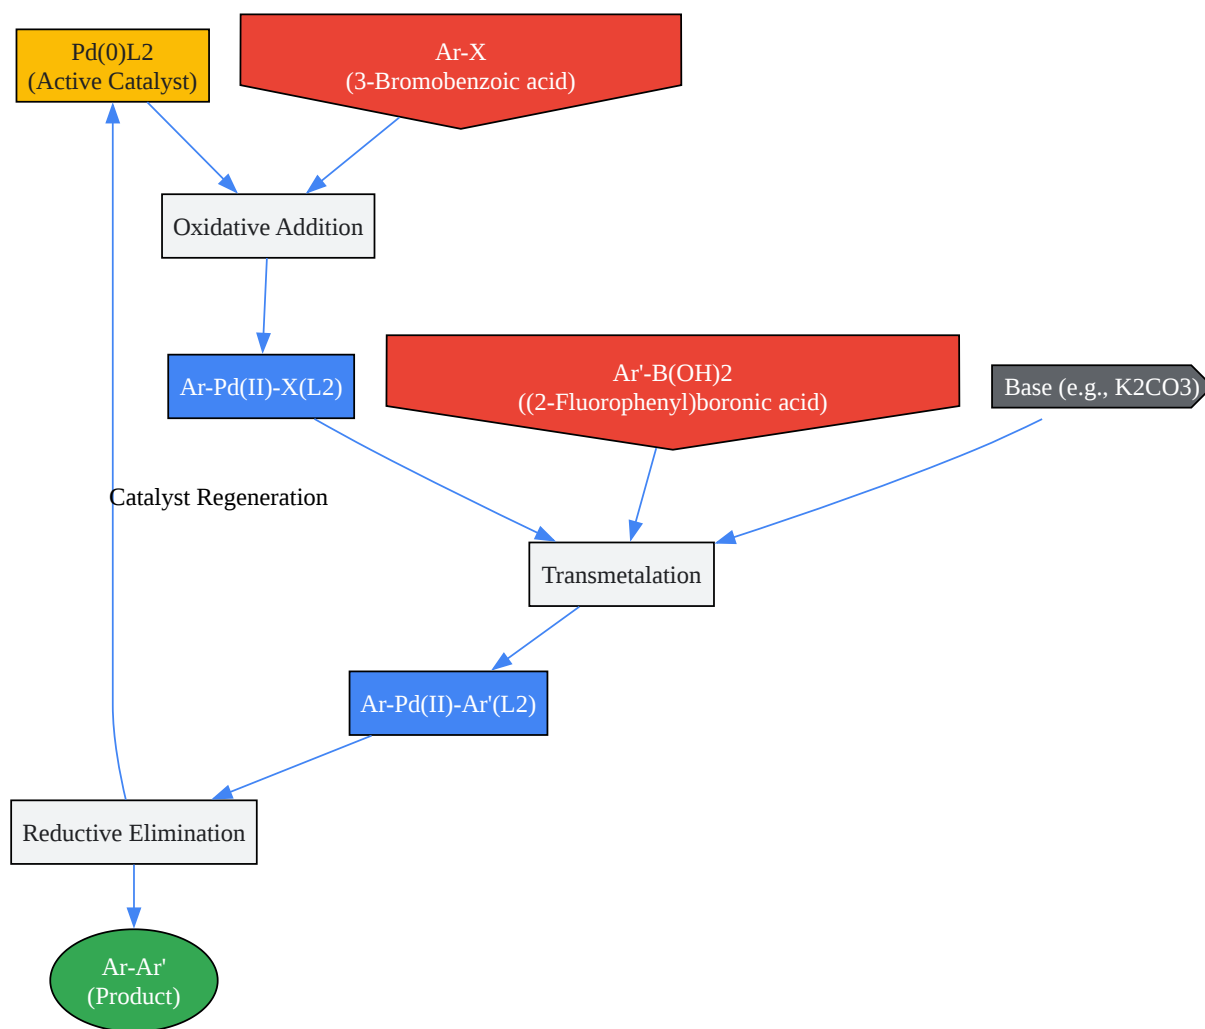 Pd(0)L2
(Active Catalyst)
Ar-X
(3-Bromobenzoic acid)
Oxidative Addition
Ar-Pd(II)-X(L2)
Ar'-B(OH)2
((2-Fluorophenyl)boronic acid)
Base (e.g., K2CO3)
Catalyst Regeneration
Transmetalation
Ar-Pd(II)-Ar'(L2)
Reductive Elimination
Ar-Ar'
(Product)